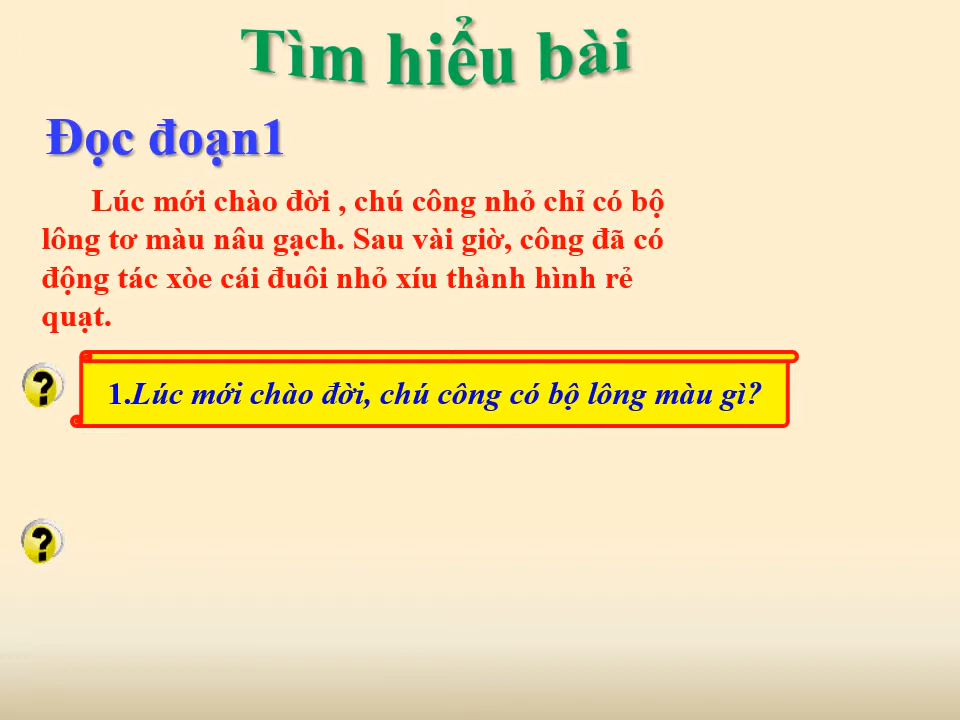 Tìm hiểu bài
Đọc đoạn1
Lúc mới chào đời , chú công nhỏ chỉ có bộ
lông tơ màu nâu gạch. Sau vài giờ, công đã có
động tác xòe cái đuôi nhỏ xíu thành hình rẻ
quạt.
?
1.Lúc mới chào đời, chú công có bộ lông màu gì?
?